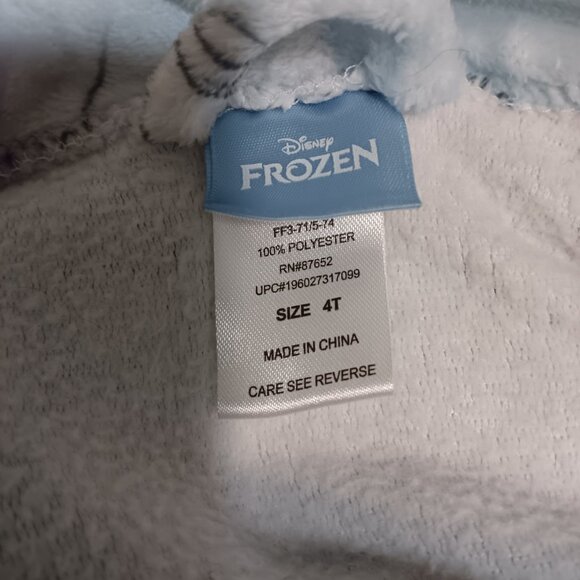 Disney
FROZEN
FF3-71/5-74
100% POLYESTER
RN#87652
UPC#196027317099
SIZE 4T
MADE IN CHINA
CARE SEE REVERSE